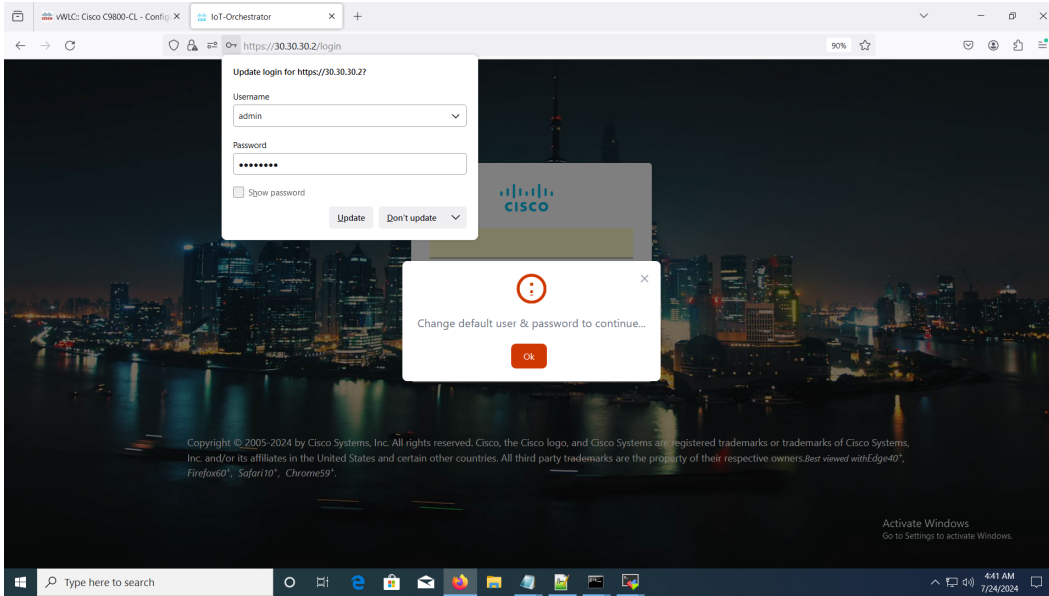 vWLC:: Cisco C9800-CL - Config
IoT-Orchestrator
https://30.30.30.2/login
90%
Update login for https://30.30.30.2?
Username
admin
Password
••••••••
Show password
Update
Don't update
CISCO
Change default user & password to continue...
Ok
Copyright © 2005-2024 by Cisco Systems, Inc. All rights reserved. Cisco, the Cisco logo, and Cisco Systems are registered trademarks or trademarks of Cisco Systems,
Inc. and/or its affiliates in the United States and certain other countries. All third party trademarks are the property of their respective owners.Best viewed withEdge40+,
Firefox60+, Safari10+, Chrome59+.
Activate Windows
Go to Settings to activate Windows.
Type here to search
4:41 AM
7/24/2024